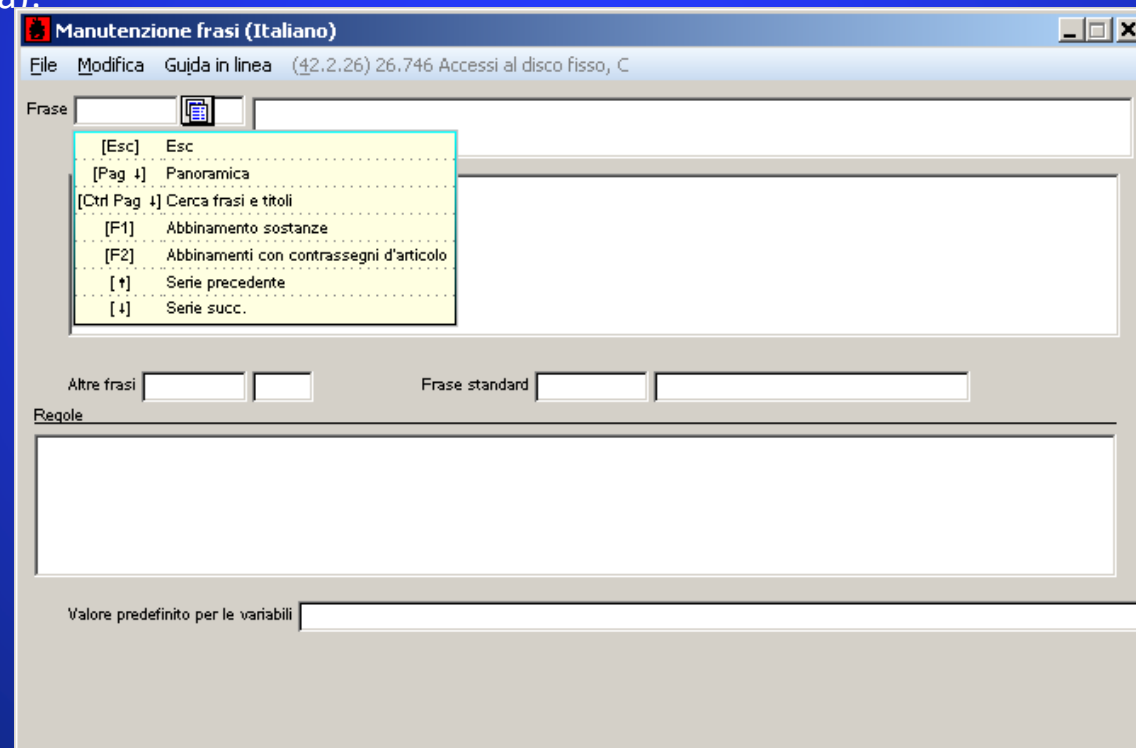 a).
Manutenzione frasi (Italiano)
File Modifica Guida in linea (42.2.26) 26.746 Accessi al disco fisso, C
Frase
[Esc] Esc
[Pag ↓] Panoramica
[Ctrl Pag ↓] Cerca frasi e titoli
[F1] Abbinamento sostanze
[F2] Abbinamenti con contrassegni d'articolo
[↑] Serie precedente
[↓] Serie succ.
Altre frasi Frase standard
Regole
Valore predefinito per le variabili